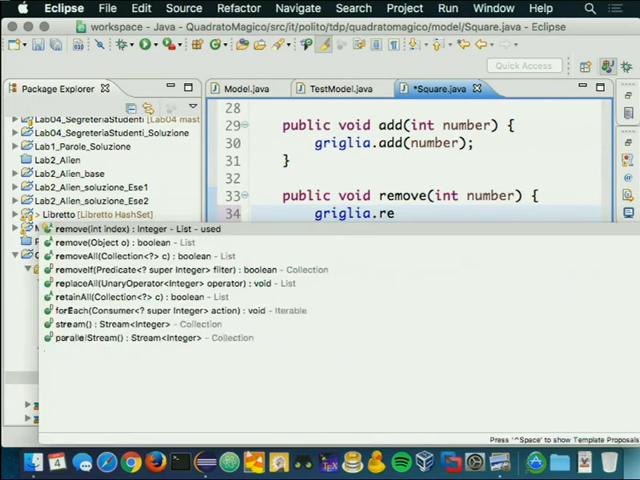 Eclipse File Edit Source Refactor Navigate Search Project Run Window Help
workspace - Java - QuadratoMagico/src/it/polito/tdp/quadratomagico/model/Square.java - Eclipse
Quick Access
Package Explorer
Model.java TestModel.java *Square.java
Lab04_SegreteriaStudenti [Lab04 mast
Lab04_SegreteriaStudenti_Soluzione
Lab1_Parole_Soluzione
Lab2_Alien
Lab2_Alien_base
Lab2_Alien_soluzione_Ese1
Lab2_Alien_soluzione_Ese2
> Libretto [Libretto HashSet]
28
29 public void add(int number) {
30 griglia.add(number);
31 }
32
33 public void remove(int number) {
34 griglia.re
remove(int index) : Integer - List - used
remove(Object o) : boolean - List
removeAll(Collection<?> c) : boolean - List
removeIf(Predicate<? super Integer> filter) : boolean - Collection
replaceAll(UnaryOperator<Integer> operator) : void - List
retainAll(Collection<?> c) : boolean - List
forEach(Consumer<? super Integer> action) : void - Iterable
stream() : Stream<Integer> - Collection
parallelStream() : Stream<Integer> - Collection
Press '^Space' to show Template Proposals